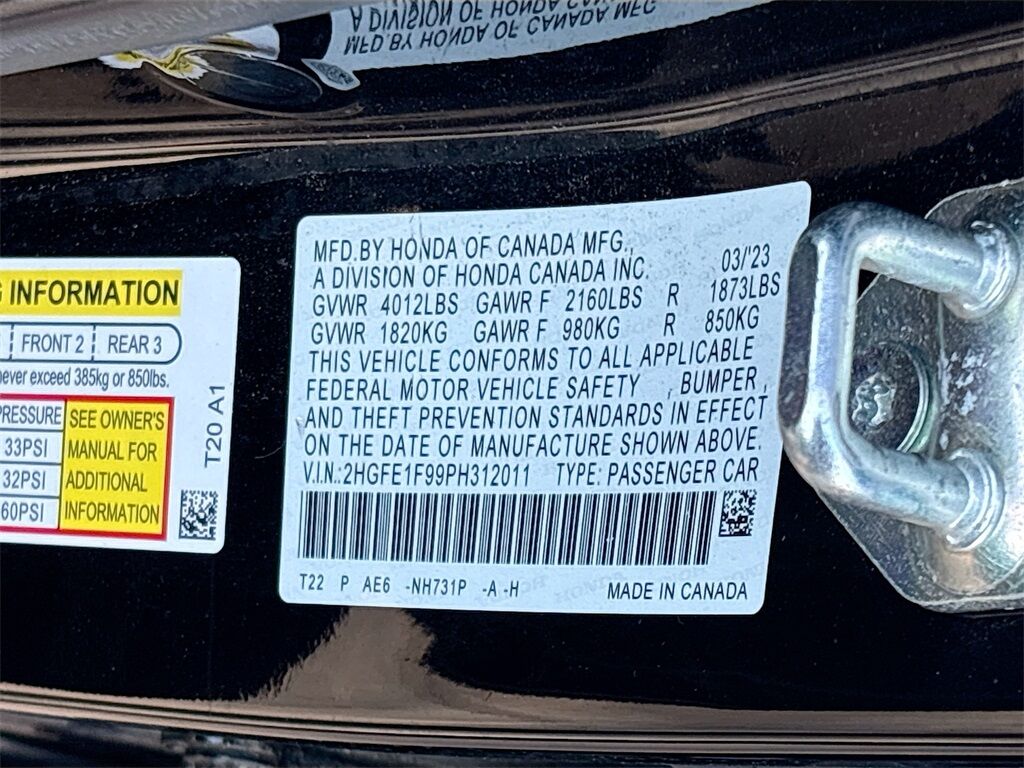 A DIVISION OF HONDA CANADA
MFD.BY HONDA OF CANADA MFG
G INFORMATION
FRONT 2 REAR 3
never exceed 385kg or 850lbs.
PRESSURE
33PSI
32PSI
60PSI
SEE OWNER'S
MANUAL FOR
ADDITIONAL
INFORMATION
T20 A1
MFD.BY HONDA OF CANADA MFG.,
A DIVISION OF HONDA CANADA INC. 03/'23
GVWR 4012LBS GAWR F 2160LBS R 1873LBS
GVWR 1820KG GAWR F 980KG R 850KG
THIS VEHICLE CONFORMS TO ALL APPLICABLE
FEDERAL MOTOR VEHICLE SAFETY , BUMPER ,
AND THEFT PREVENTION STANDARDS IN EFFECT
ON THE DATE OF MANUFACTURE SHOWN ABOVE.
V.I.N.:2HGFE1F99PH312011 TYPE: PASSENGER CAR
T22 P AE6 -NH731P -A -H MADE IN CANADA